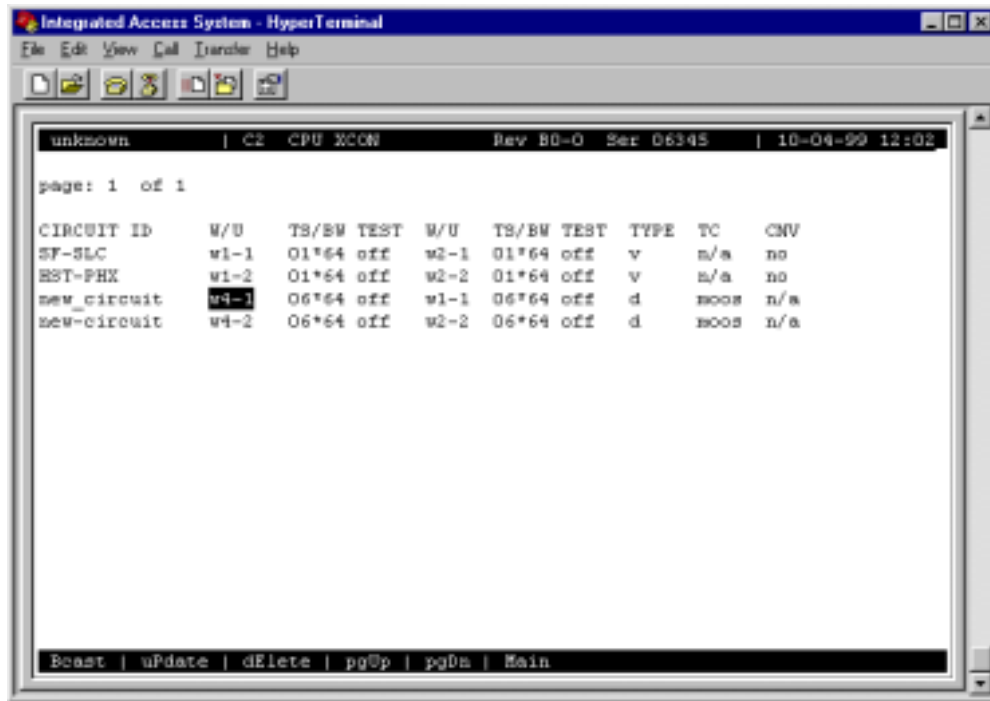 Integrated Access System - HyperTerminal
File Edit View Call Transfer Help
unknown | C2 CPU XCON Rev B0-0 Ser 06345 | 10-04-99 12:02
page: 1 of 1
CIRCUIT ID W/U TS/BW TEST W/U TS/BW TEST TYPE TC CNV
SF-SLC w1-1 01*64 off w2-1 01*64 off v n/a no
HST-PHX w1-2 01*64 off w2-2 01*64 off v n/a no
new_circuit w4-1 06*64 off w1-1 06*64 off d moos n/a
new-circuit w4-2 06*64 off w2-2 06*64 off d moos n/a
Bcast | uPdate | dElete | pgUp | pgDn | Main